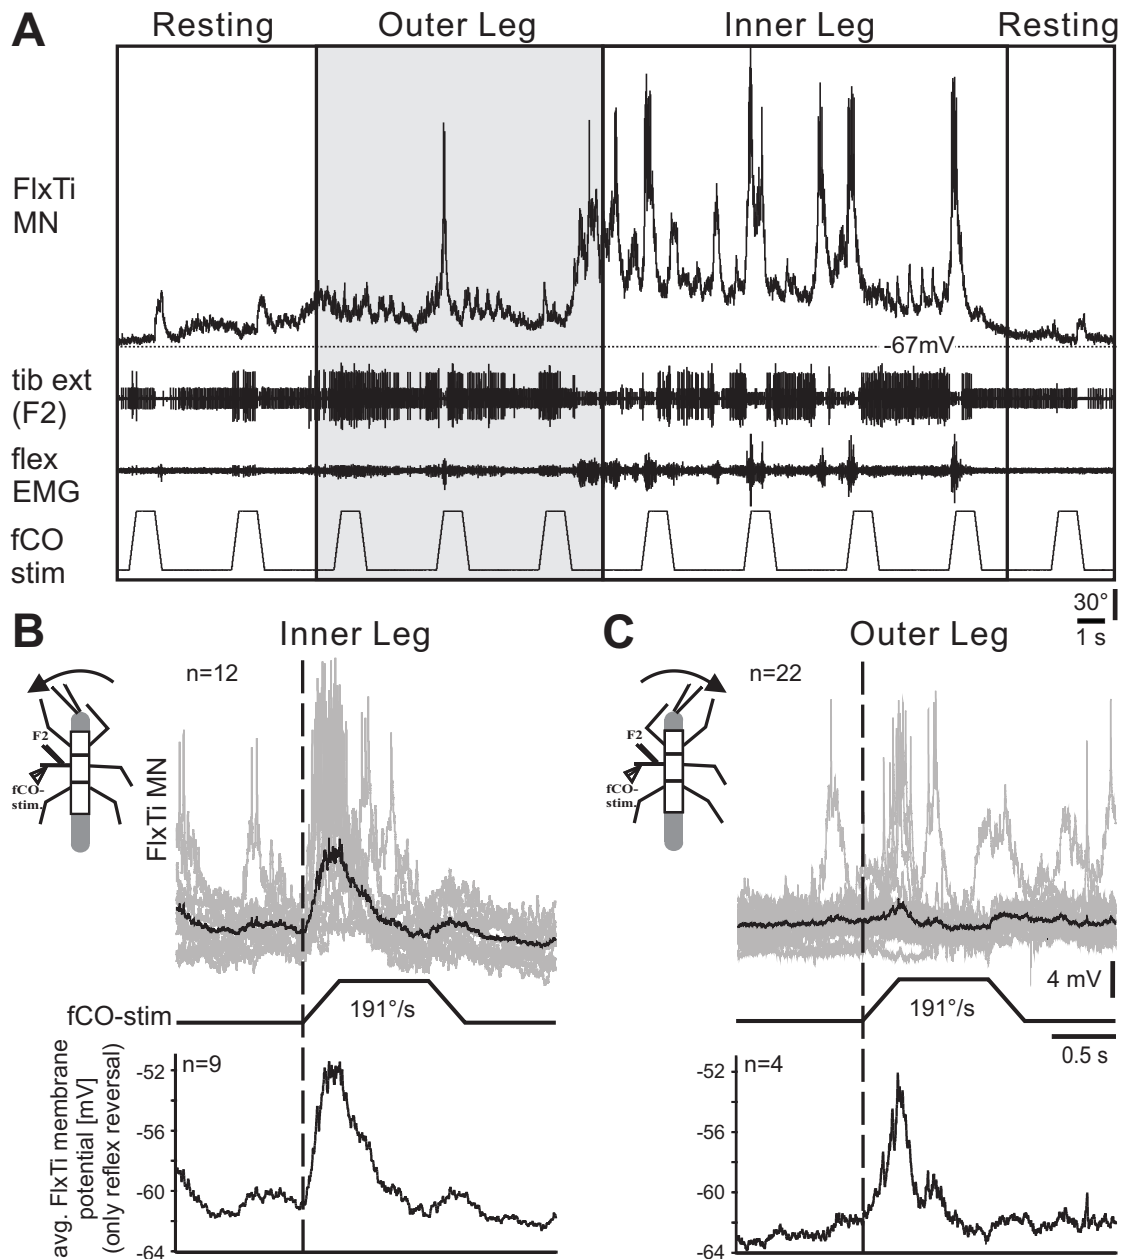 A
Resting
Outer Leg
Inner Leg
Resting
FlxTi
MN
-67mV
tib ext
(F2)
flex
EMG
fCO
stim
30°
1 s
B
Inner Leg
n=12
F2
fCO-
stim.
FlxTi MN
fCO-stim
191°/s
avg. FlxTi membrane
potential [mV]
(only reflex reversal)
n=9
-52
-56
-60
-64
C
Outer Leg
n=22
F2
fCO-
stim.
4 mV
191°/s
0.5 s
n=4
-52
-56
-60
-64